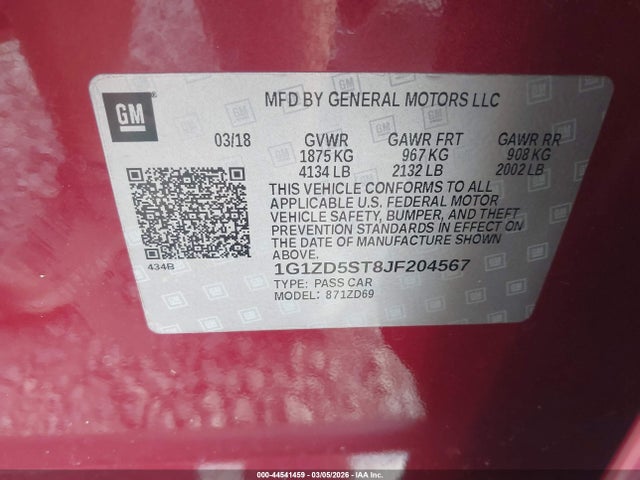 GM
MFD BY GENERAL MOTORS LLC
03/18 GVWR GAWR FRT GAWR RR
1875 KG 967 KG 908 KG
4134 LB 2132 LB 2002 LB
THIS VEHICLE CONFORMS TO ALL
APPLICABLE U.S. FEDERAL MOTOR
VEHICLE SAFETY, BUMPER, AND THEFT
PREVENTION STANDARDS IN EFFECT ON
THE DATE OF MANUFACTURE SHOWN
ABOVE.
434B
1G1ZD5ST8JF204567
TYPE: PASS CAR
MODEL: 871ZD69
000-44541459 | 03/05/2026 | IAA Inc.